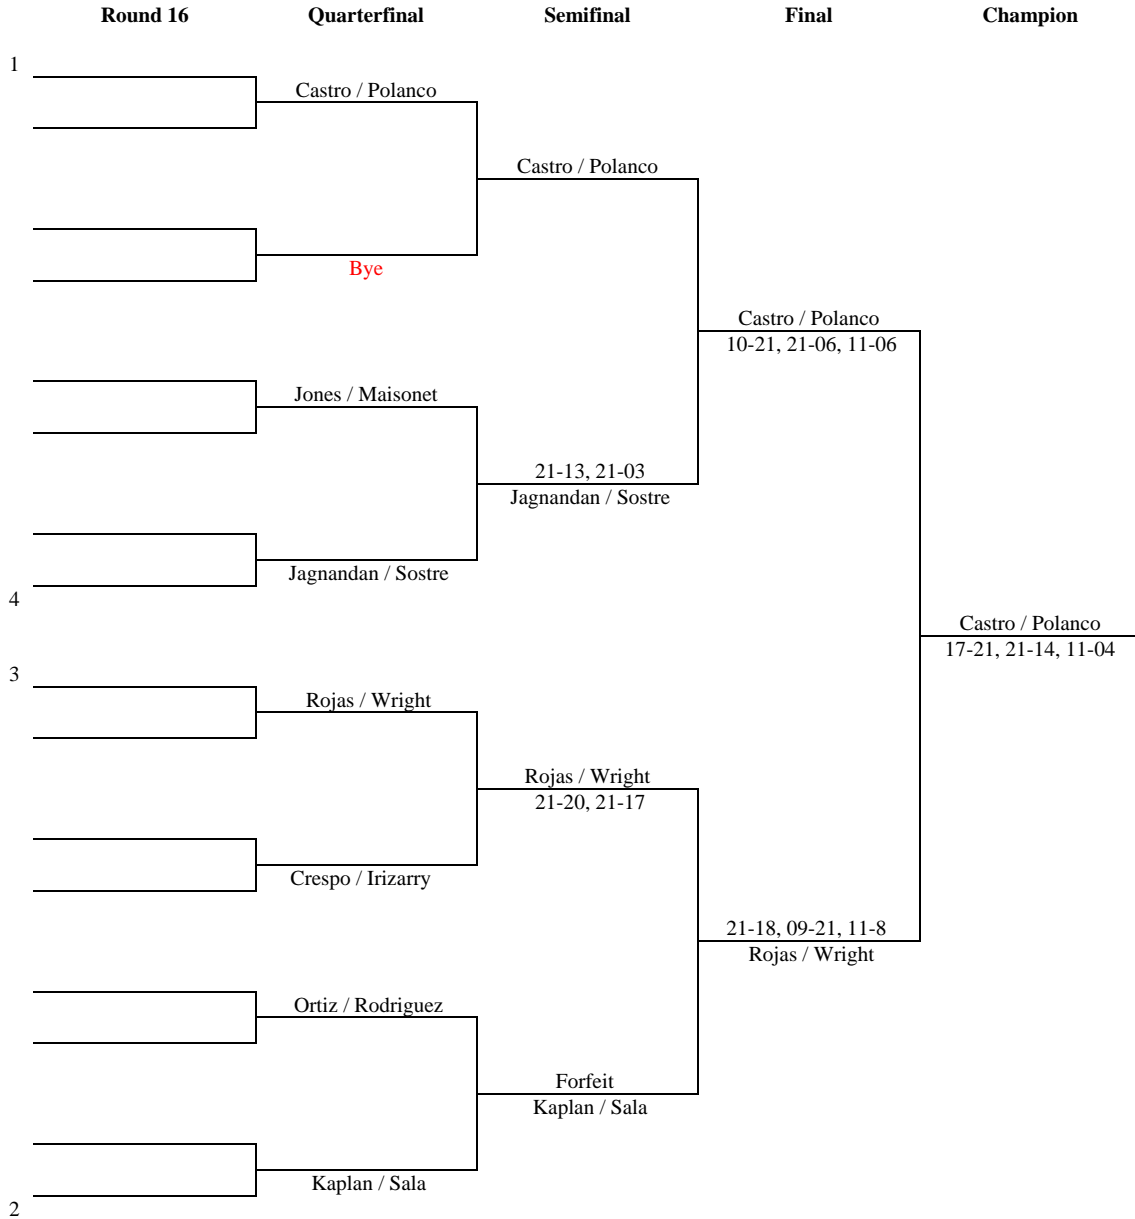 Round 16 Quarterfinal Semifinal Final Champion
1
Castro / Polanco
Castro / Polanco
Bye
Castro / Polanco
10-21, 21-06, 11-06
Jones / Maisonet
21-13, 21-03
Jagnandan / Sostre
Jagnandan / Sostre
4
Castro / Polanco
17-21, 21-14, 11-04
3
Rojas / Wright
Rojas / Wright
21-20, 21-17
Crespo / Irizarry
21-18, 09-21, 11-8
Rojas / Wright
Ortiz / Rodriguez
Forfeit
Kaplan / Sala
Kaplan / Sala
2